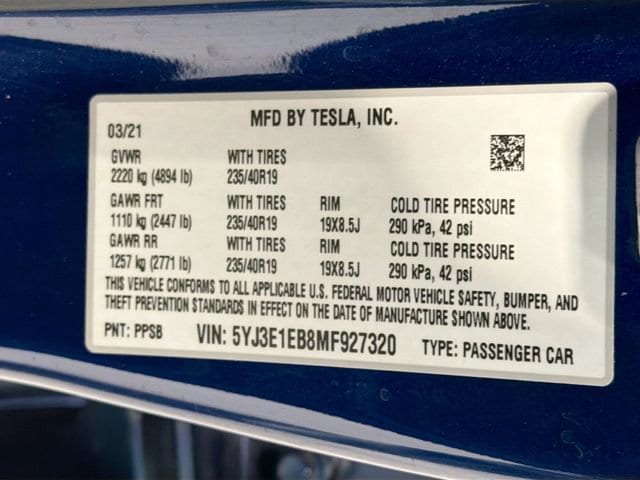 MFD BY TESLA, INC.
03/21
GVWR WITH TIRES
2220 kg (4894 lb) 235/40R19
GAWR FRT WITH TIRES RIM COLD TIRE PRESSURE
1110 kg (2447 lb) 235/40R19 19X8.5J 290 kPa, 42 psi
GAWR RR WITH TIRES RIM COLD TIRE PRESSURE
1257 kg (2771 lb) 235/40R19 19X8.5J 290 kPa, 42 psi
THIS VEHICLE CONFORMS TO ALL APPLICABLE U.S. FEDERAL MOTOR VEHICLE SAFETY, BUMPER, AND
THEFT PREVENTION STANDARDS IN EFFECT ON THE DATE OF MANUFACTURE SHOWN ABOVE.
PNT: PPSB VIN: 5YJ3E1EB8MF927320 TYPE: PASSENGER CAR